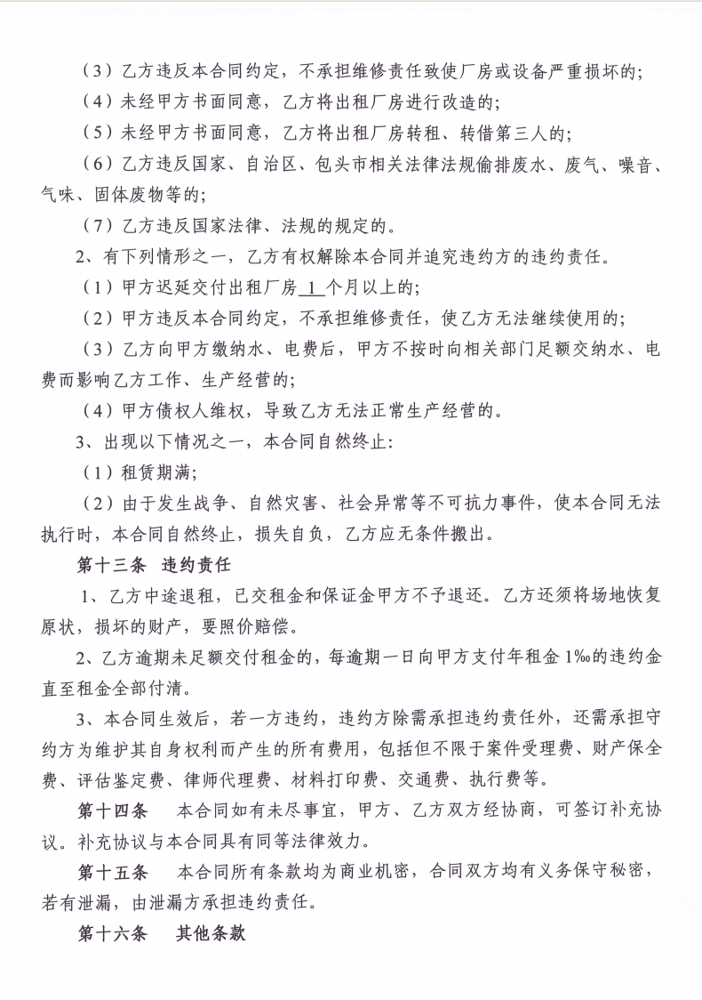 （3）乙方违反本合同约定，不承担维修责任致使厂房或设备严重损坏的；
（4）未经甲方书面同意，乙方将出租厂房进行改造的；
（5）未经甲方书面同意，乙方将出租厂房转租、转借第三人的；
（6）乙方违反国家、自治区、包头市相关法律法规偷排废水、废气、噪音、
气味、固体废物等的；
（7）乙方违反国家法律、法规的规定的。
2、有下列情形之一，乙方有权解除本合同并追究违约方的违约责任。
（1）甲方迟延交付出租厂房 1 个月以上的；
（2）甲方违反本合同约定，不承担维修责任，使乙方无法继续使用的；
（3）乙方向甲方缴纳水、电费后，甲方不按时向相关部门足额交纳水、电
费而影响乙方工作、生产经营的；
（4）甲方债权人维权，导致乙方无法正常生产经营的。
3、出现以下情况之一，本合同自然终止：
（1）租赁期满；
（2）由于发生战争、自然灾害、社会异常等不可抗力事件，使本合同无法
执行时，本合同自然终止，损失自负，乙方应无条件搬出。
第十三条 违约责任
1、乙方中途退租，已交租金和保证金甲方不予退还。乙方还须将场地恢复
原状，损坏的财产，要照价赔偿。
2、乙方逾期未足额交付租金的，每逾期一日向甲方支付年租金1‰的违约金
直至租金全部付清。
3、本合同生效后，若一方违约，违约方除需承担违约责任外，还需承担守
约方为维护其自身权利而产生的所有费用，包括但不限于案件受理费、财产保全
费、评估鉴定费、律师代理费、材料打印费、交通费、执行费等。
第十四条 本合同如有未尽事宜，甲方、乙方双方经协商，可签订补充协
议。补充协议与本合同具有同等法律效力。
第十五条 本合同所有条款均为商业机密，合同双方均有义务保守秘密，
若有泄漏，由泄漏方承担违约责任。
第十六条 其他条款